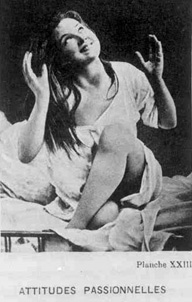 Planche XXIII
ATTITUDES PASSIONNELLES